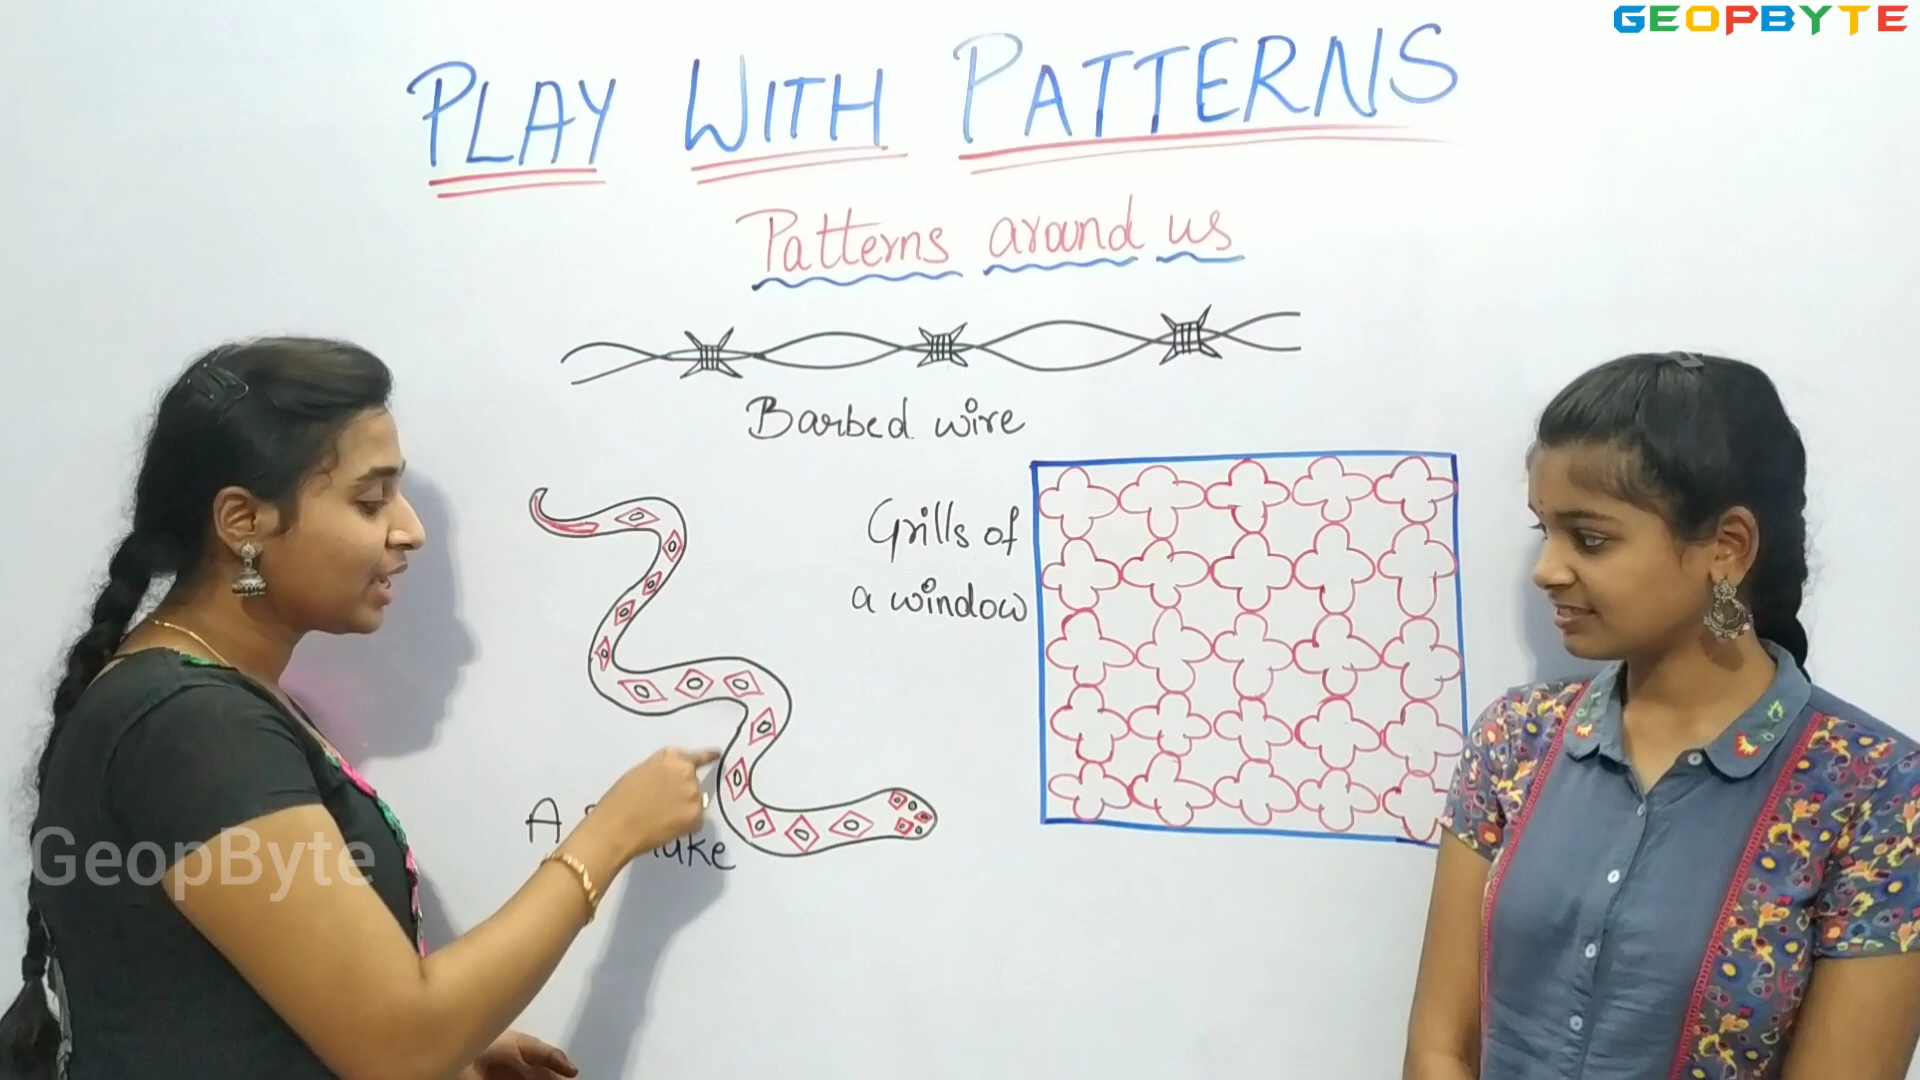 GEOPBYTE
PLAY WITH PATTERNS
Patterns around us
Barbed wire
Grills of
a window
A
GeopByte